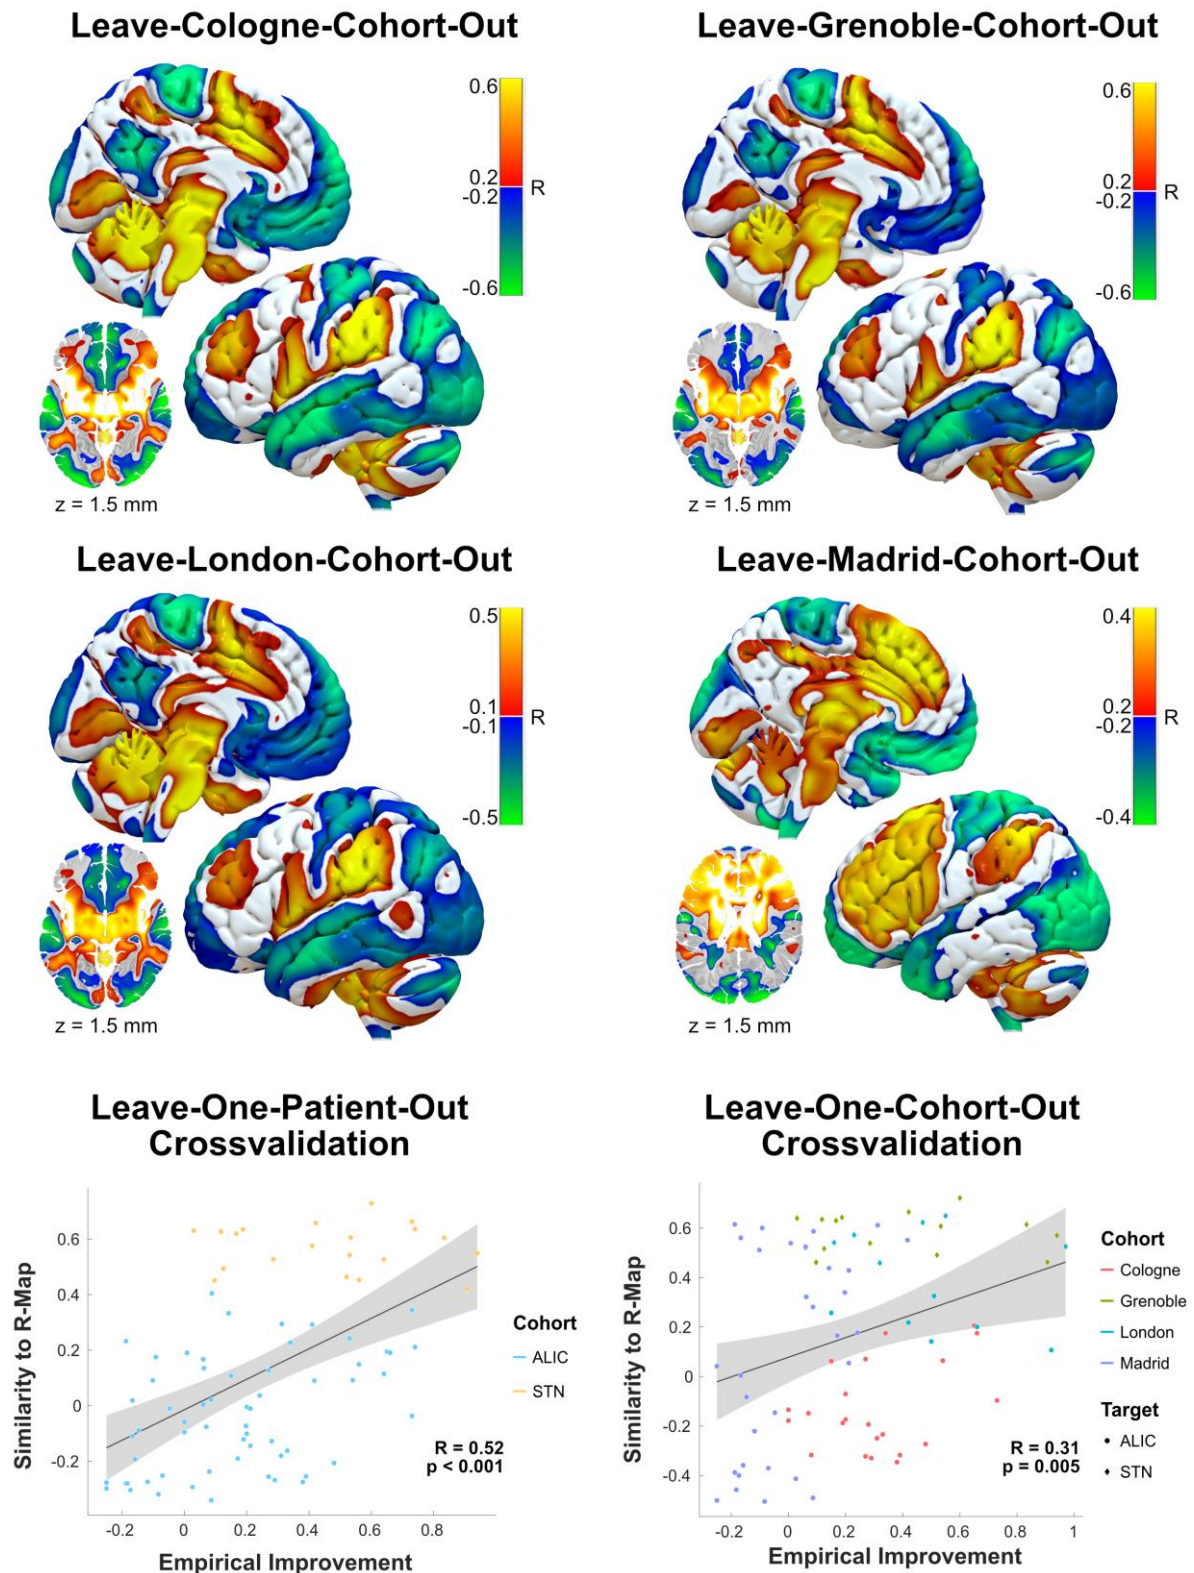 Leave-Cologne-Cohort-Out
0.6
0.2
-0.2
R
-0.6
z = 1.5 mm
Leave-Grenoble-Cohort-Out
0.6
0.2
-0.2
R
-0.6
z = 1.5 mm
Leave-London-Cohort-Out
0.5
0.1
-0.1
R
-0.5
z = 1.5 mm
Leave-Madrid-Cohort-Out
0.4
0.2
-0.2
R
-0.4
z = 1.5 mm
Leave-One-Patient-Out
Crossvalidation
Similarity to R-Map
0.6
0.4
0.2
0
-0.2
-0.2 0 0.2 0.4 0.6 0.8
Empirical Improvement
R = 0.52
p < 0.001
Cohort
ALIC
STN
Leave-One-Cohort-Out
Crossvalidation
Similarity to R-Map
0.6
0.4
0.2
0
-0.2
-0.4
-0.2 0 0.2 0.4 0.6 0.8 1
Empirical Improvement
R = 0.31
p = 0.005
Cohort
Cologne
Grenoble
London
Madrid
Target
ALIC
STN